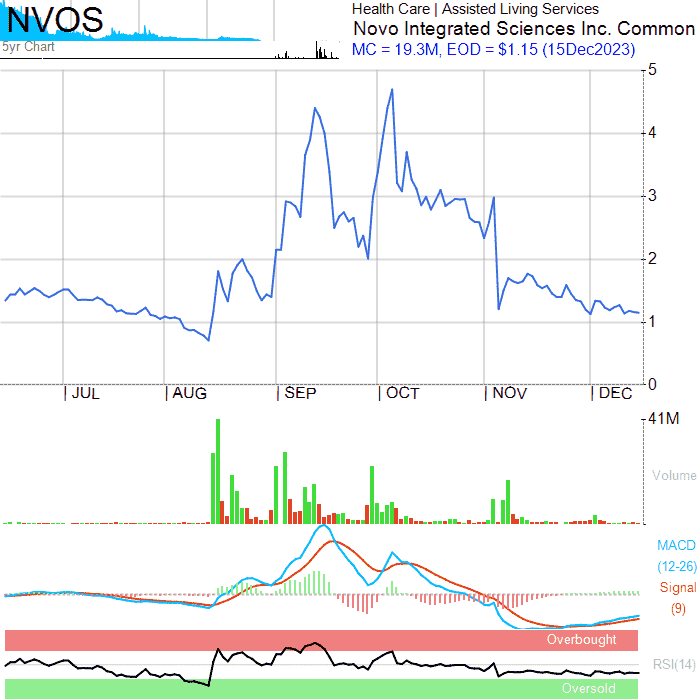 NVOS
5yr Chart
Health Care | Assisted Living Services
Novo Integrated Sciences Inc. Common
MC = 19.3M, EOD = $1.15 (15Dec2023)
5
4
3
2
1
0
| JUL | AUG | SEP | OCT | NOV | DEC
41M
Volume
MACD
(12-26)
Signal
(9)
Overbought
RSI(14)
Oversold